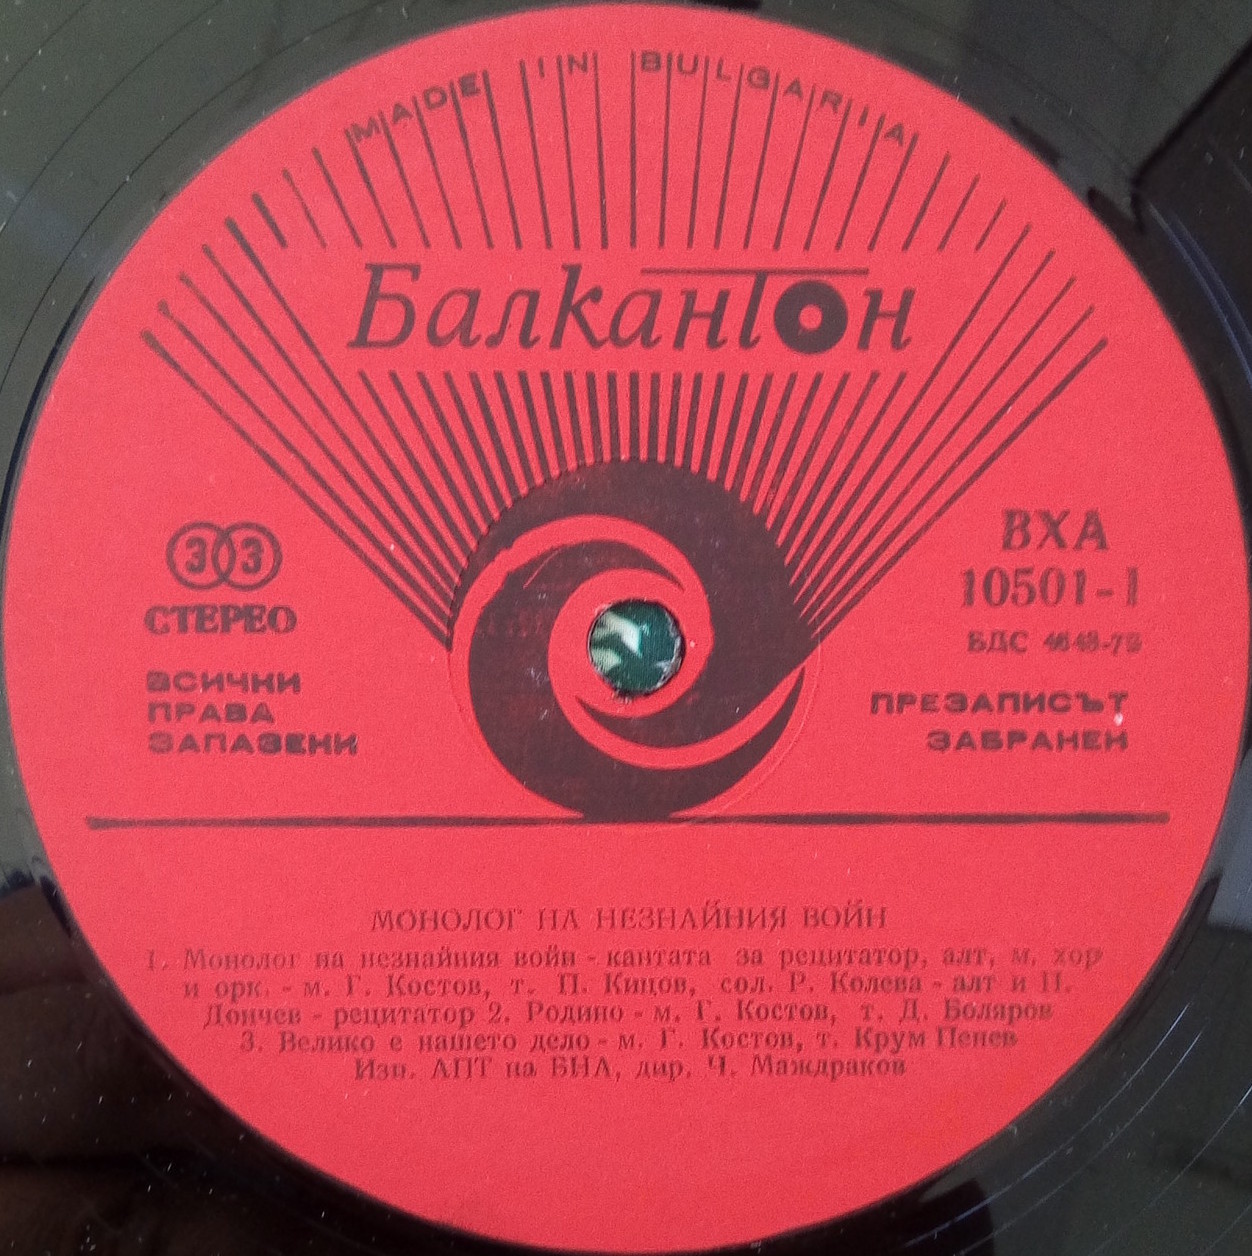 MADE IN BULGARIA
Балкантон
33
СТЕРЕО
ВСИЧКИ
ПРАВА
ЗАПАЗЕНИ
ВХА
10501-1
БДС
ПРЕЗАПИСЪТ
ЗАБРАНЕН
МОНОЛОГ НА НЕЗНАЙНИЯ ВОЙН
1. Монолог на незнайния войн - кантата за рецитатор, алт, м. хор
и орк. - м. Г. Костов, т. П. Кицов, сол. Р. Колева - алт и П.
Дончев - рецитатор 2. Родино - м. Г. Костов, т. Д. Боляров
3. Велико е нашето дело - м. Г. Костов, т. Крум Пенев
Изп. АПТ на БНА, дир. Ч. Маждраков